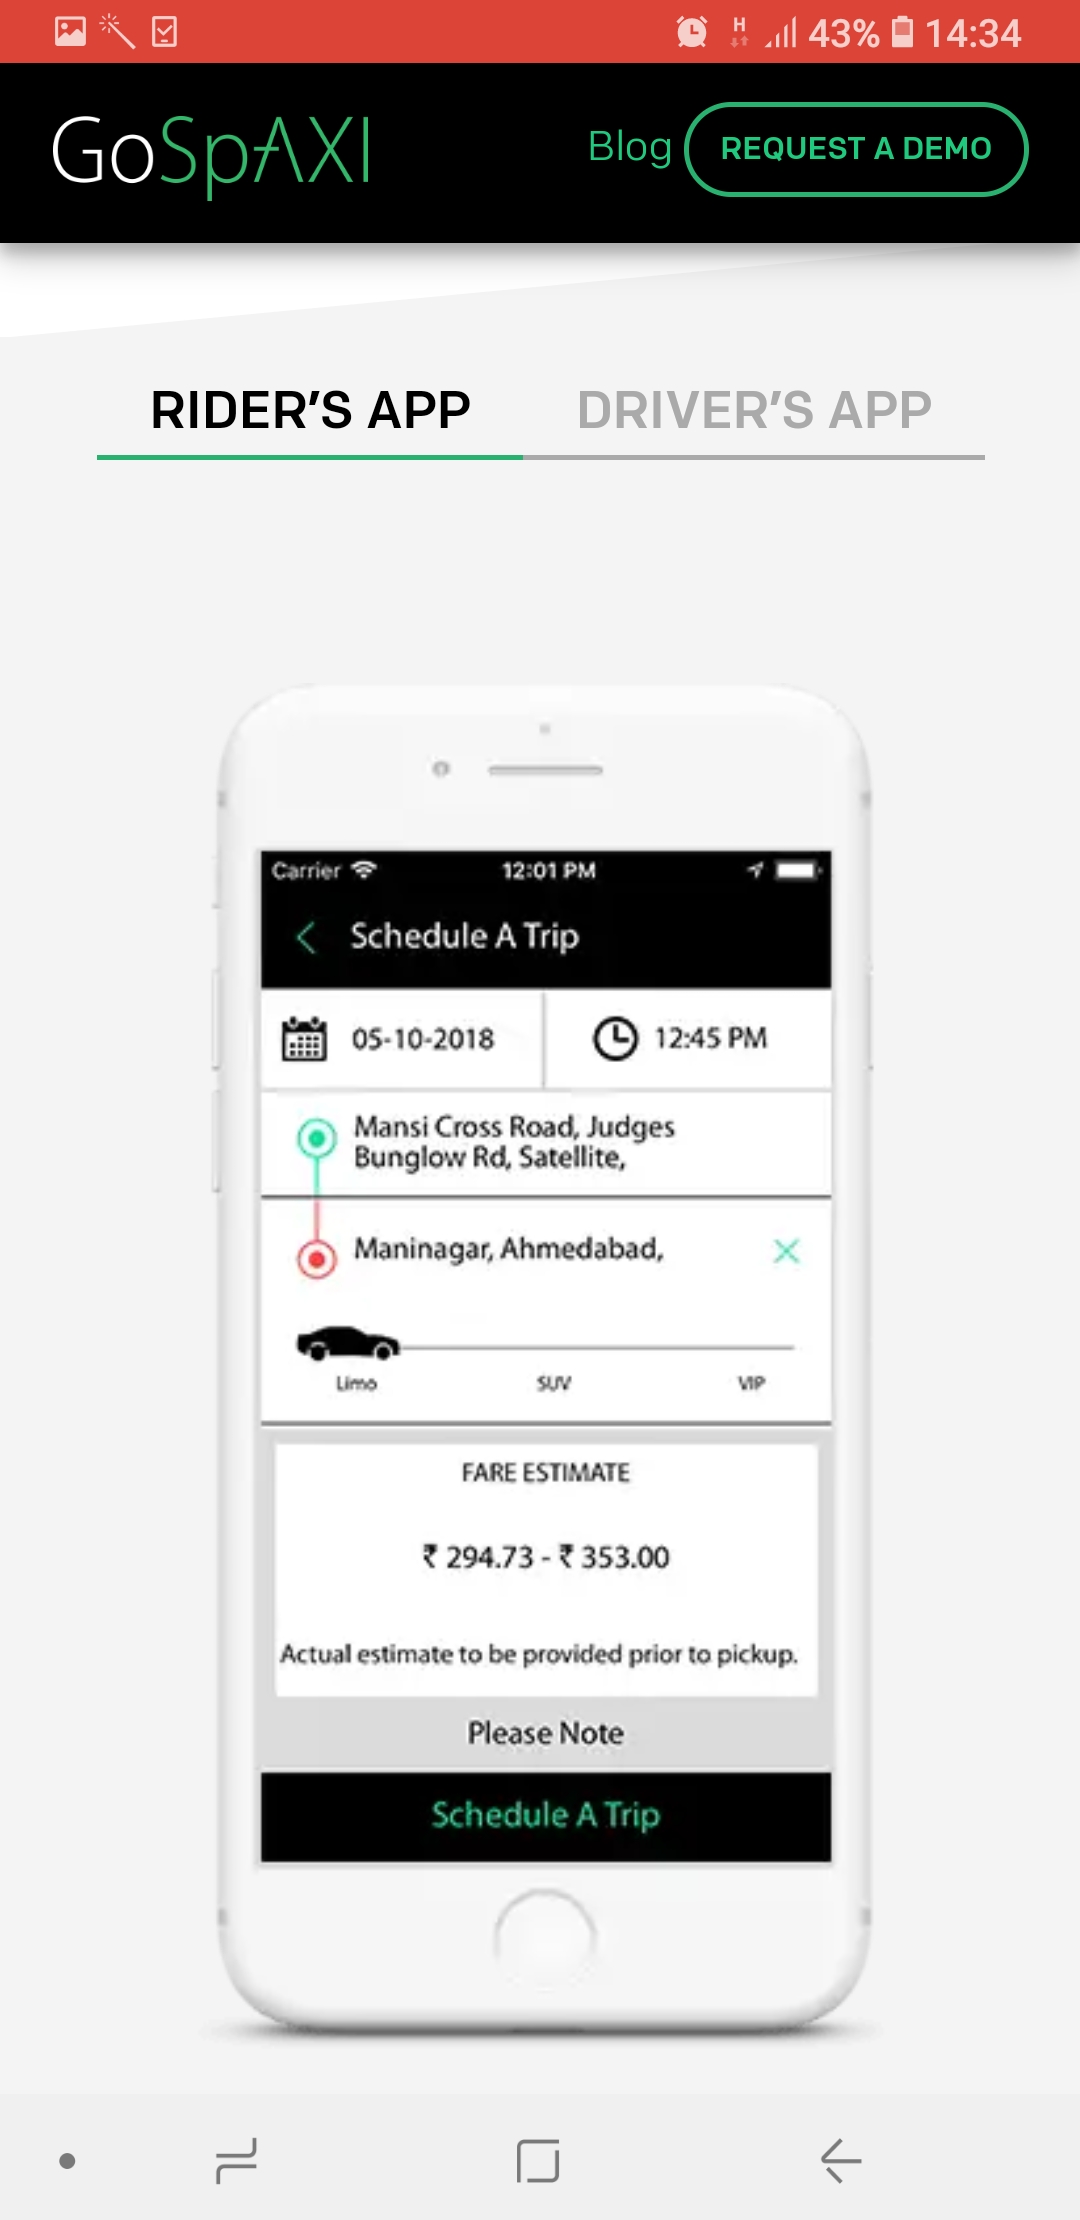 H 43% 14:34
GoSpAXI Blog REQUEST A DEMO
RIDER’S APP DRIVER’S APP
Carrier 12:01 PM
Schedule A Trip
05-10-2018 12:45 PM
Mansi Cross Road, Judges
Bunglow Rd, Satellite,
Maninagar, Ahmedabad,
Limo SUV VIP
FARE ESTIMATE
₹ 294.73 - ₹ 353.00
Actual estimate to be provided prior to pickup.
Please Note
Schedule A Trip